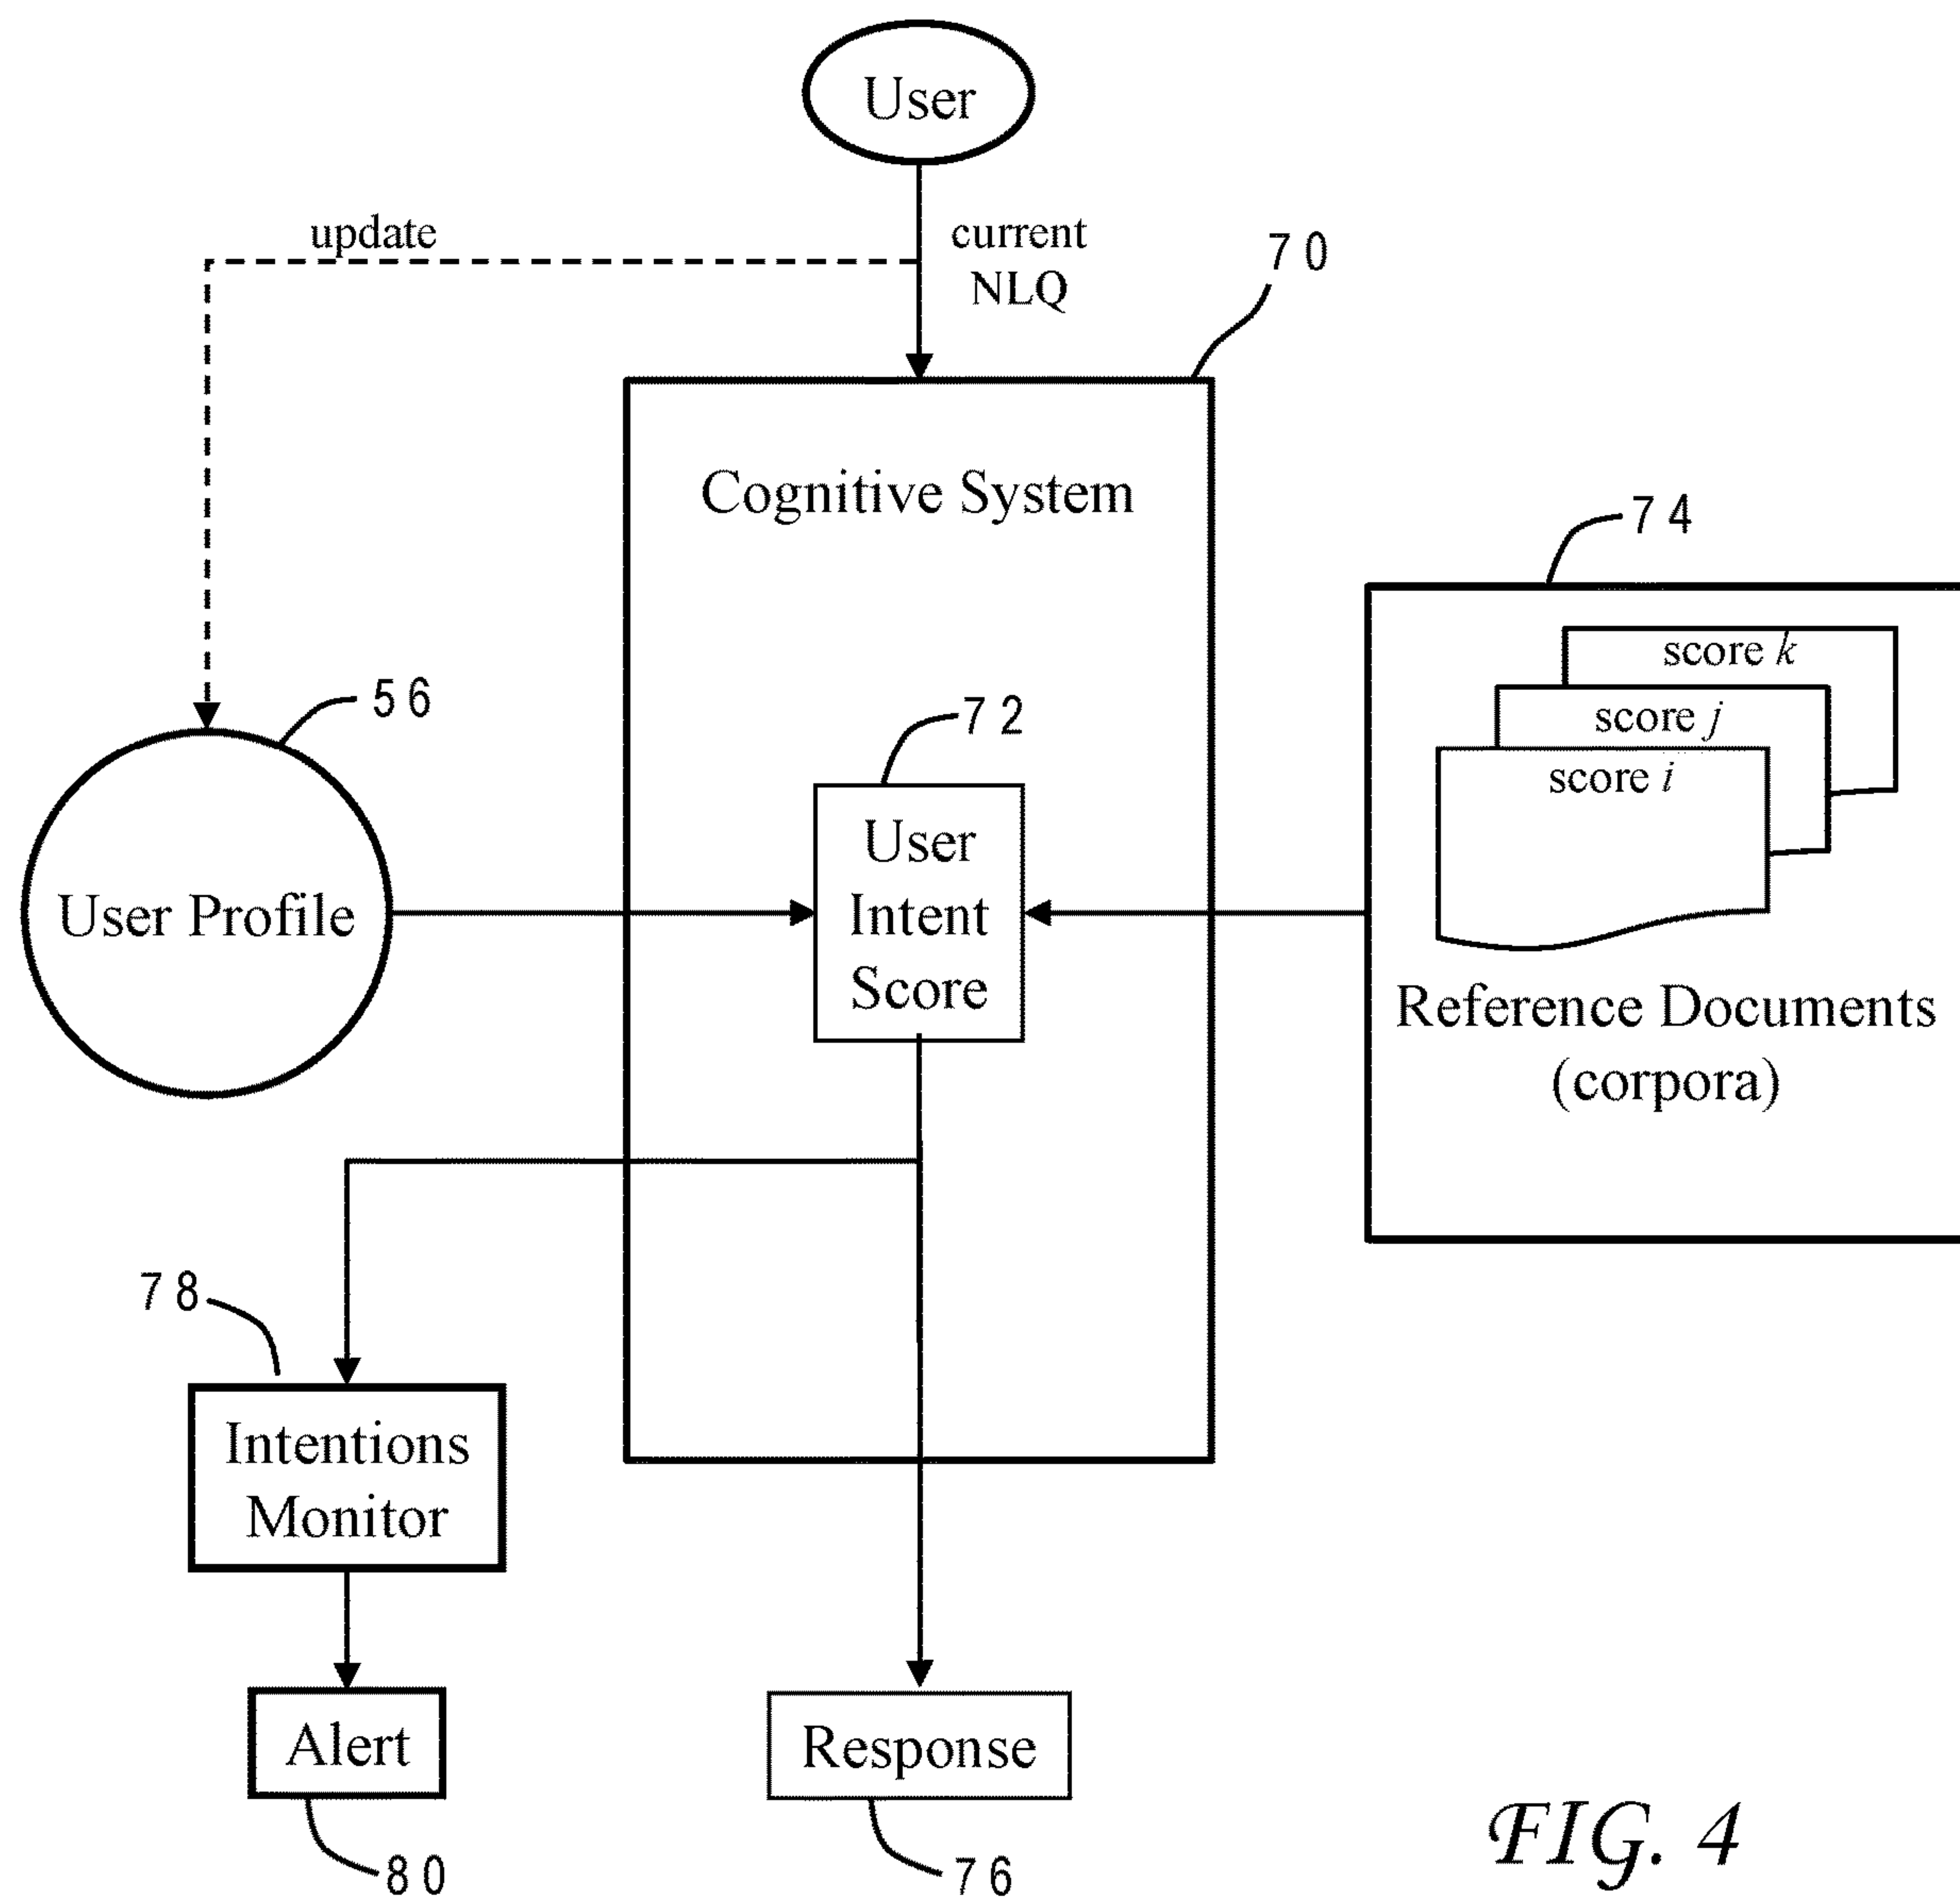 User
update
current
NLQ
70
Cognitive System
74
score k
score j
score i
56
72
User
Intent
Score
User Profile
Reference Documents
(corpora)
78
Intentions
Monitor
Alert
Response
80
76
FIG. 4